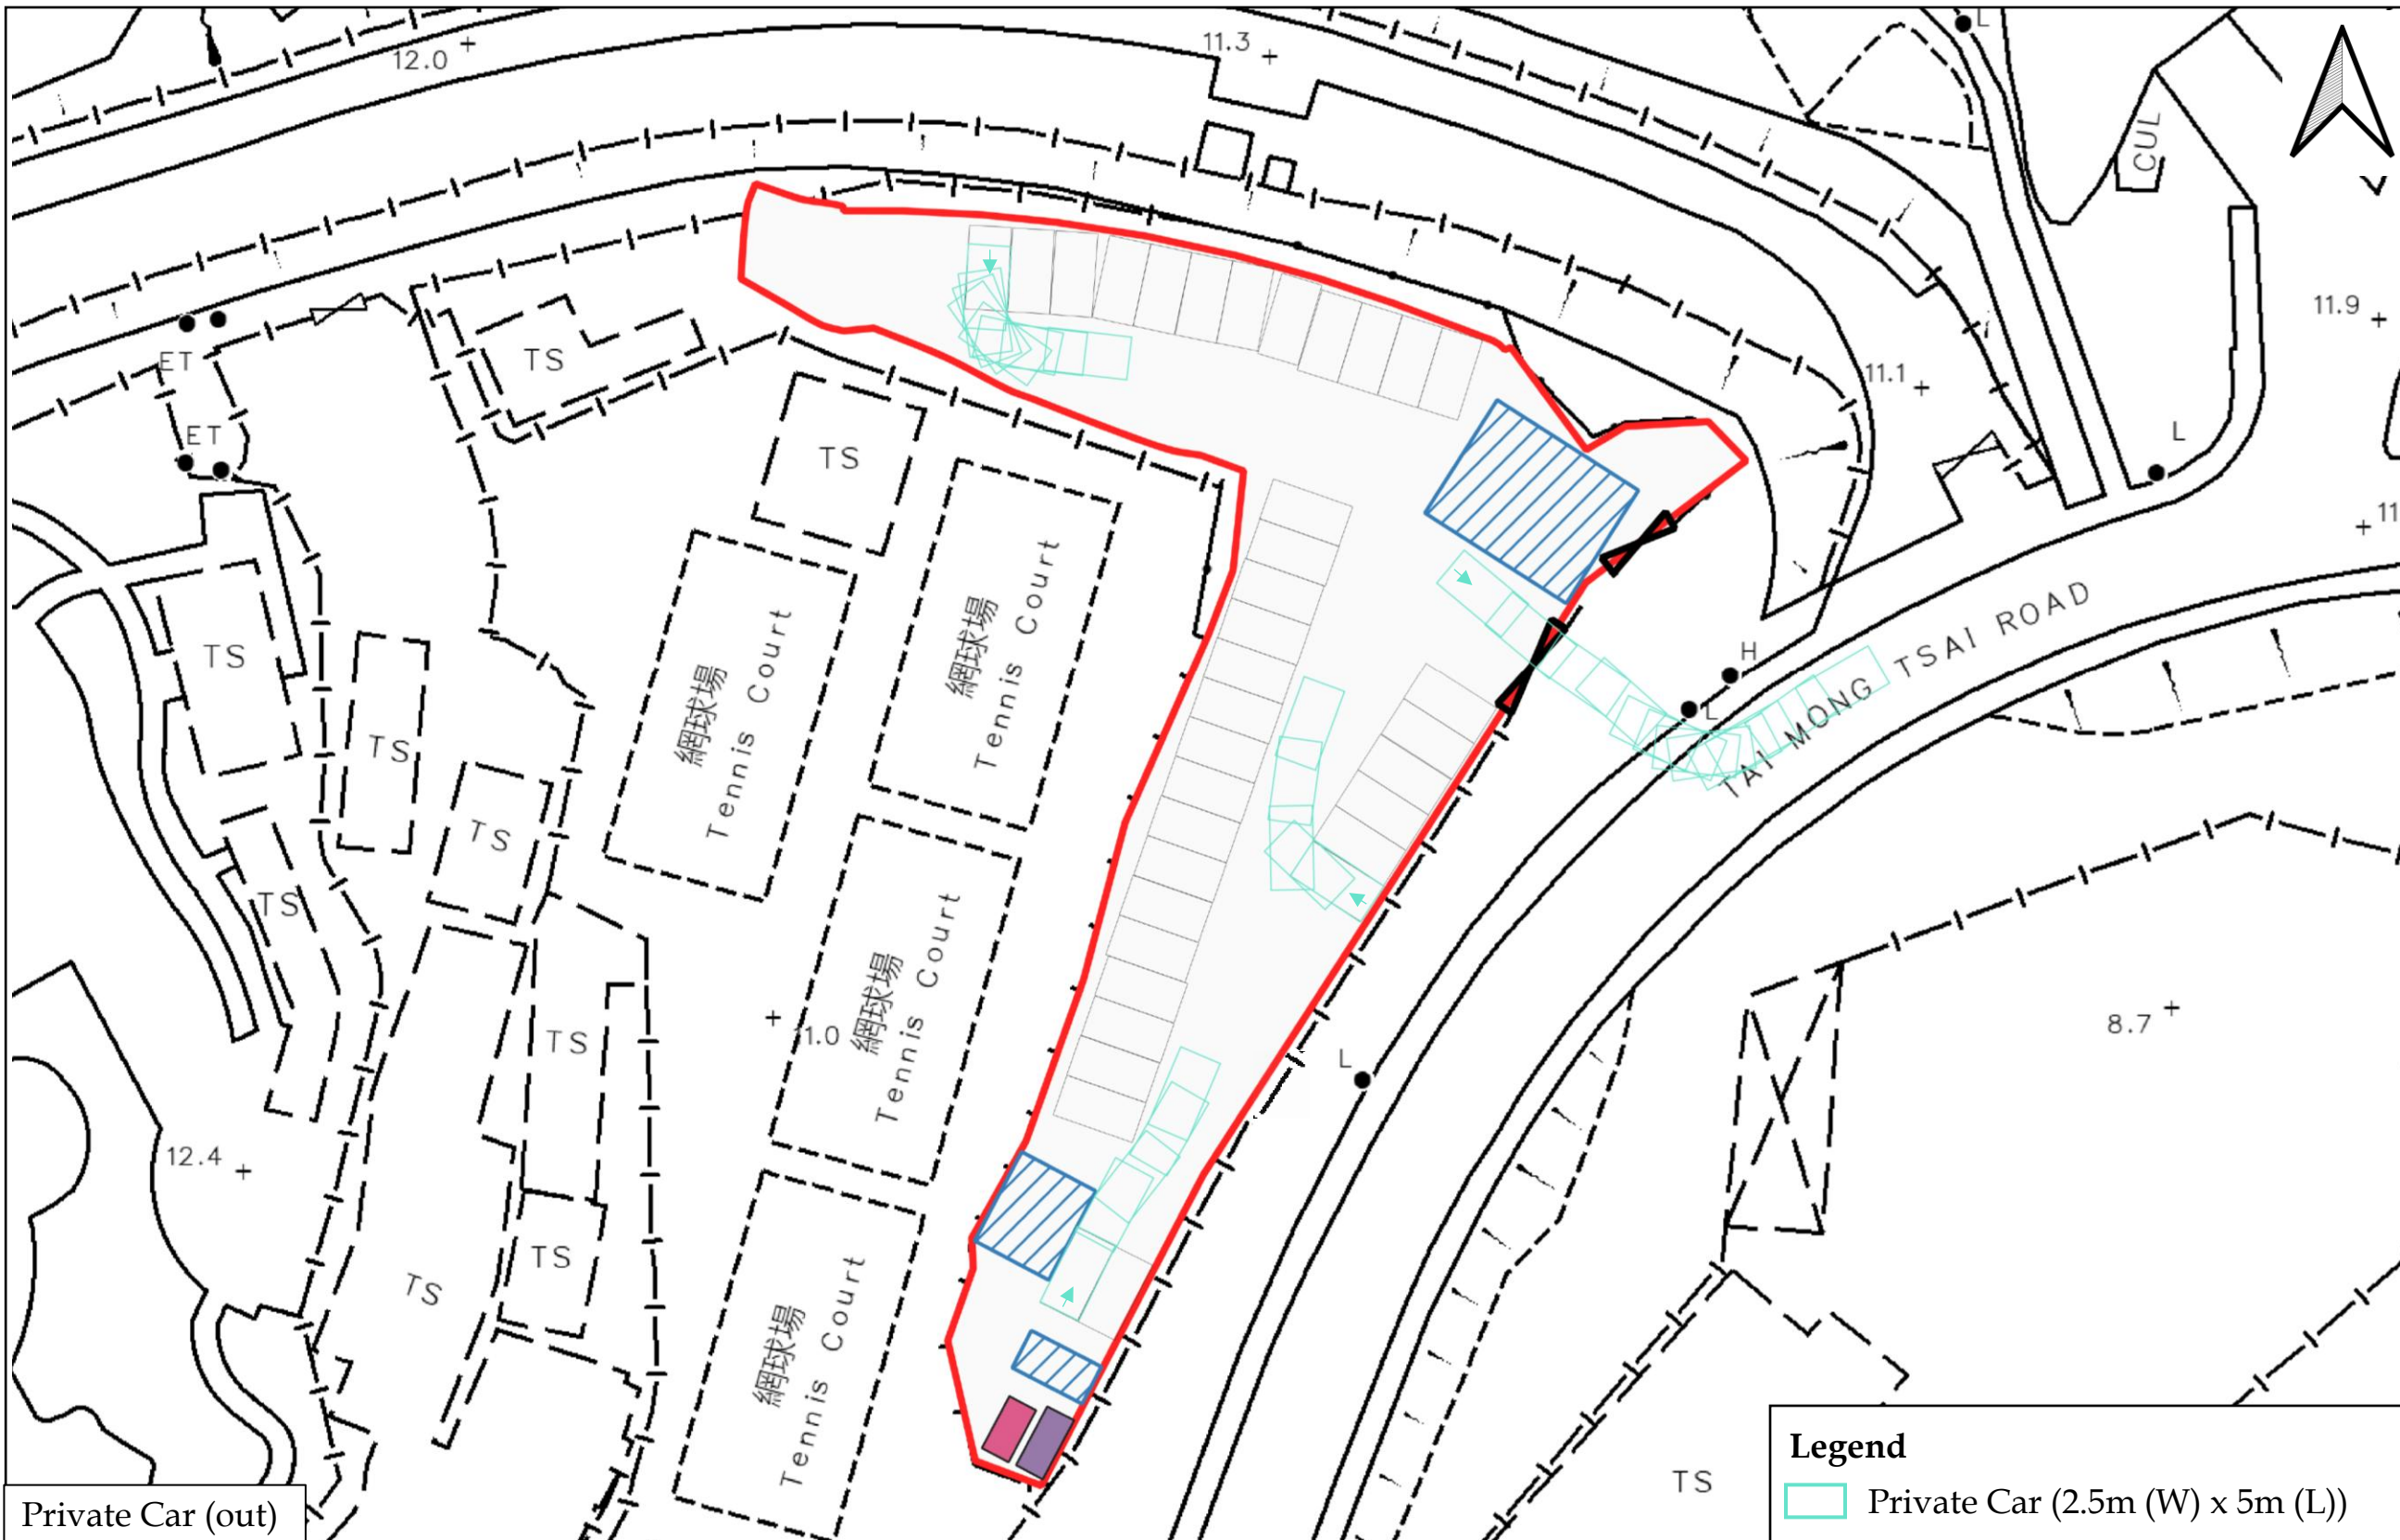 12.0
11.3
L
CUL
11.9
ET
TS
11.1
ET
TS
L
11
TS
網球場
Tennis Court
網球場
Tennis Court
TAI MONG TSAI ROAD
H
L
TS
TS
TS
網球場
Tennis Court
11.0
TS
L
8.7
12.4
TS
TS
網球場
Tennis Court
TS
Legend
Private Car (2.5m (W) x 5m (L))
Private Car (out)